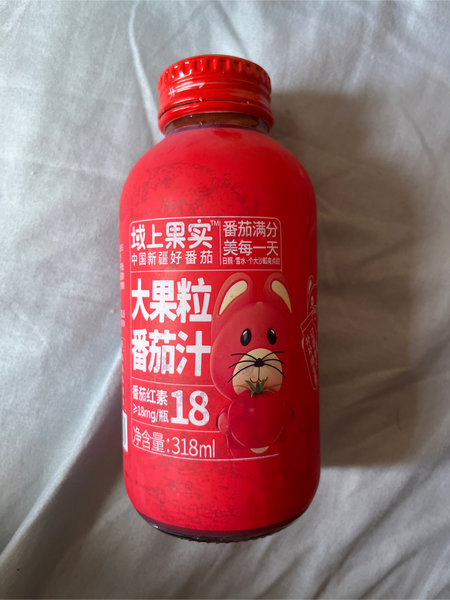 域上果实™
中国新疆好番茄
番茄满分
美每一天
大果粒
番茄汁
番茄红素
≥18mg/瓶
18
净含量:318ml